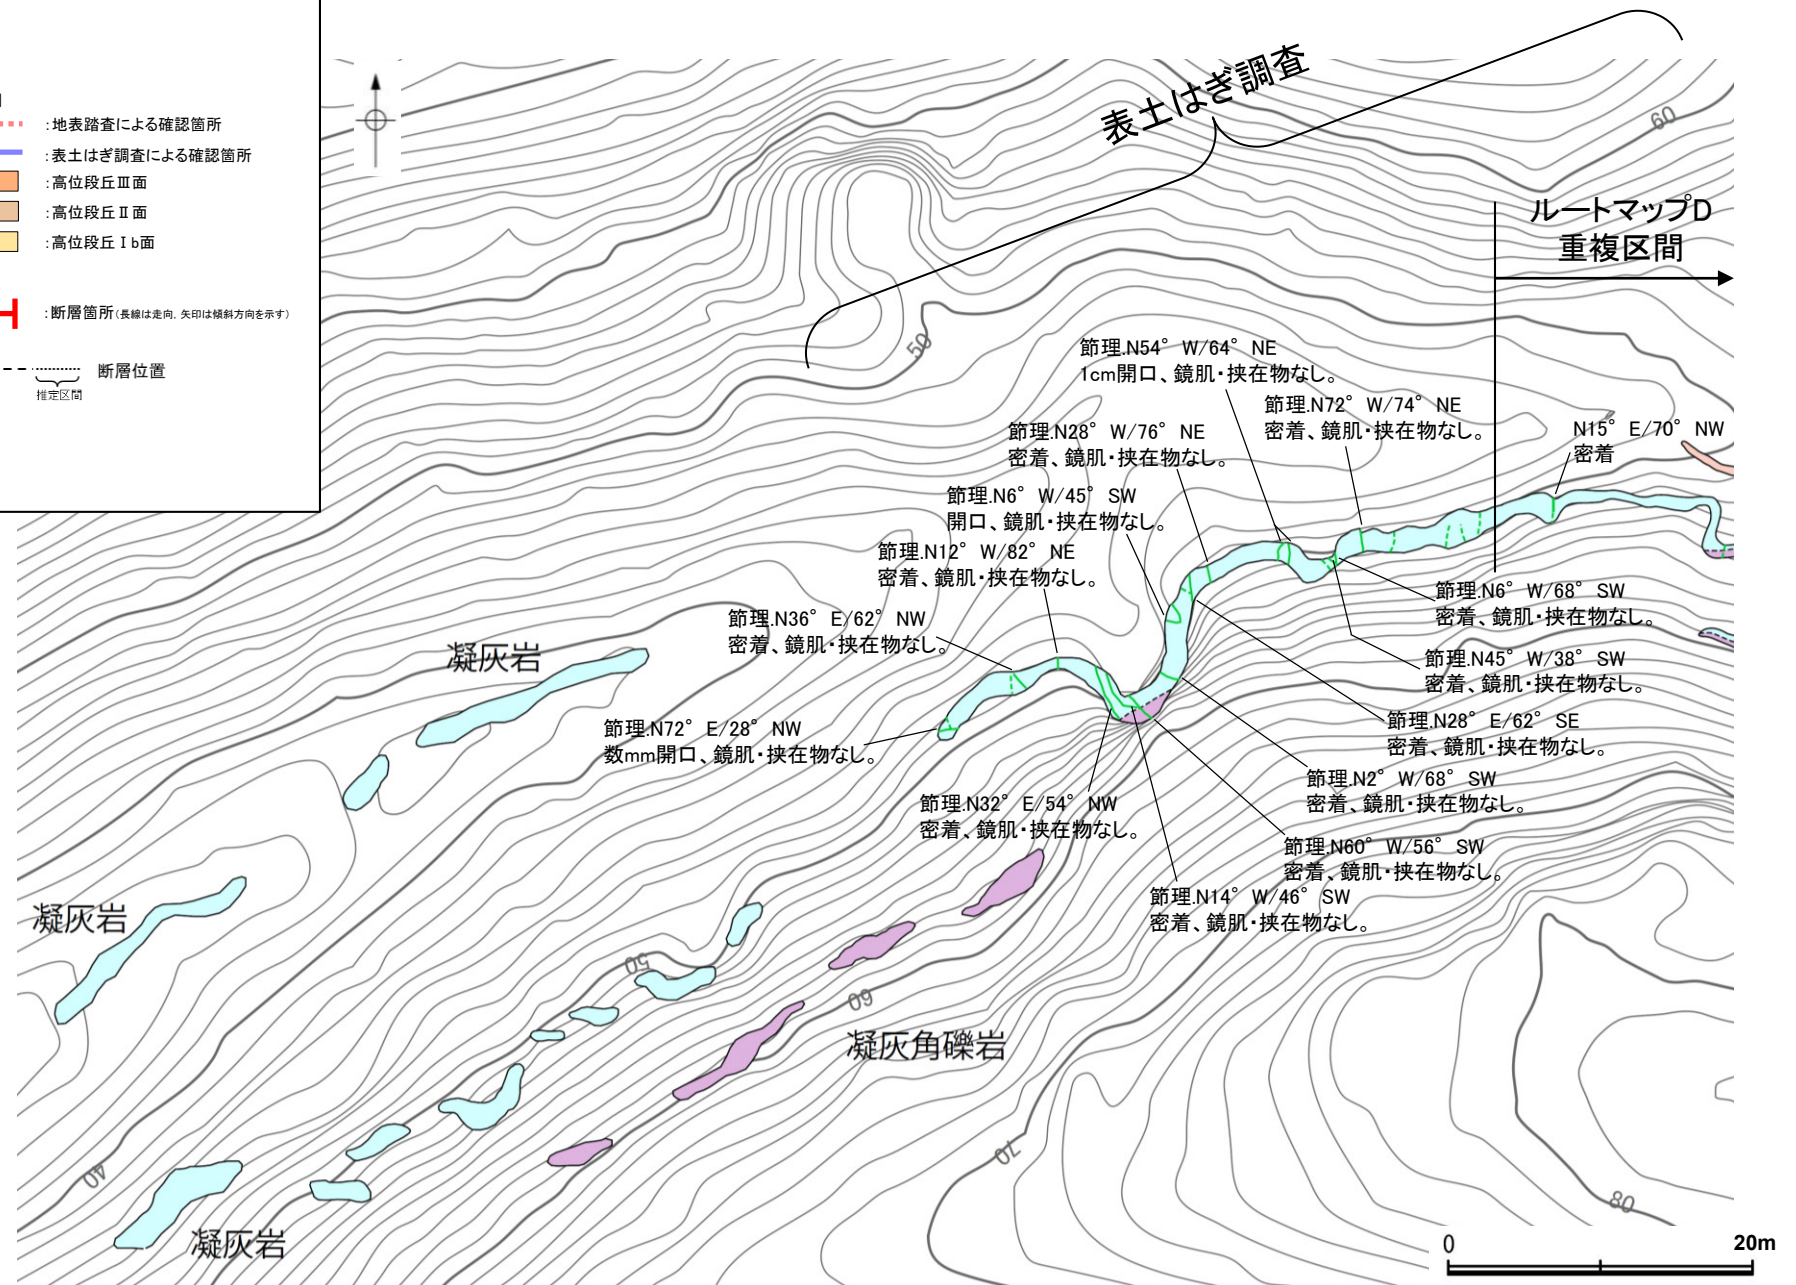 :地表踏査による確認箇所
:表土はぎ調査による確認箇所
:高位段丘Ⅲ面
:高位段丘Ⅱ面
:高位段丘Ⅰb面
:断層箇所(長線は走向、矢印は傾斜方向を示す)
断層位置
推定区間
表土はぎ調査
60
ルートマップD
重複区間
50
節理.N54°W/64°NE
1cm開口、鏡肌・挟在物なし。
節理.N72°W/74°NE
密着、鏡肌・挟在物なし。
節理.N28°W/76°NE
密着、鏡肌・挟在物なし。
N15°E/70°NW
密着
節理.N6°W/45°SW
開口、鏡肌・挟在物なし。
節理.N12°W/82°NE
密着、鏡肌・挟在物なし。
節理.N36°E/62°NW
密着、鏡肌・挟在物なし。
節理.N6°W/68°SW
密着、鏡肌・挟在物なし。
凝灰岩
節理.N45°W/38°SW
密着、鏡肌・挟在物なし。
節理.N72°E/28°NW
数mm開口、鏡肌・挟在物なし。
節理.N28°E/62°SE
密着、鏡肌・挟在物なし。
節理.N2°W/68°SW
密着、鏡肌・挟在物なし。
節理.N32°E/54°NW
密着、鏡肌・挟在物なし。
節理.N60°W/56°SW
密着、鏡肌・挟在物なし。
節理.N14°W/46°SW
密着、鏡肌・挟在物なし。
凝灰岩
50
60
凝灰角礫岩
70
40
80
凝灰岩
0
20m